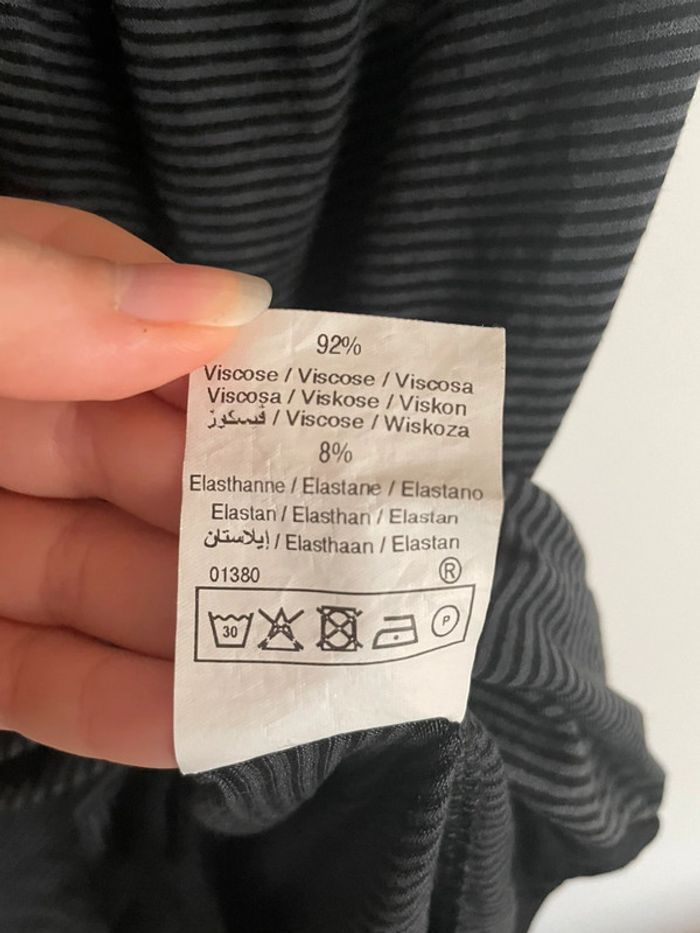 92%
Viscose / Viscose / Viscosa
Viscosa / Viskose / Viskon
فسكوز / Viscose / Wiskoza
8%
Elasthanne / Elastane / Elastano
Elastan / Elasthan / Elastan
إيلاستان / Elasthaan / Elastan
01380 ®
30 P